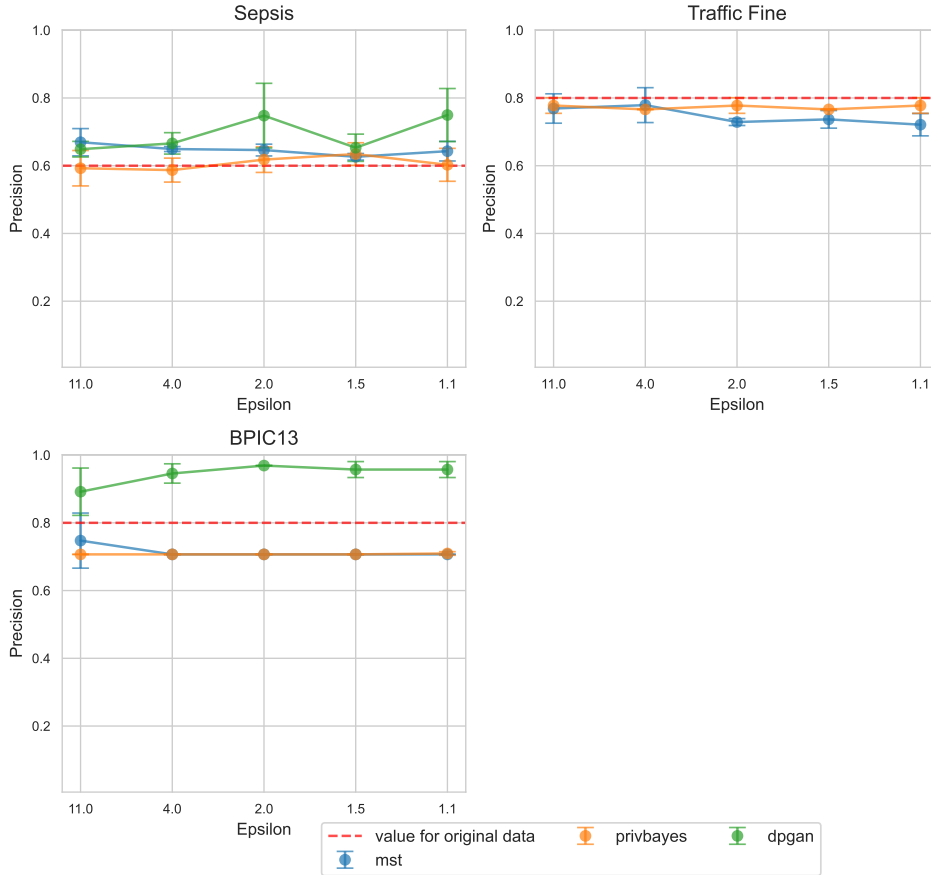 Sepsis
1.0
0.8
0.6
0.4
0.2
Precision
11.0 4.0 2.0 1.5 1.1
Epsilon
Traffic Fine
1.0
0.8
0.6
0.4
0.2
Precision
11.0 4.0 2.0 1.5 1.1
Epsilon
BPIC13
1.0
0.8
0.6
0.4
0.2
Precision
11.0 4.0 2.0 1.5 1.1
Epsilon
value for original data privbayes dpgan
mst